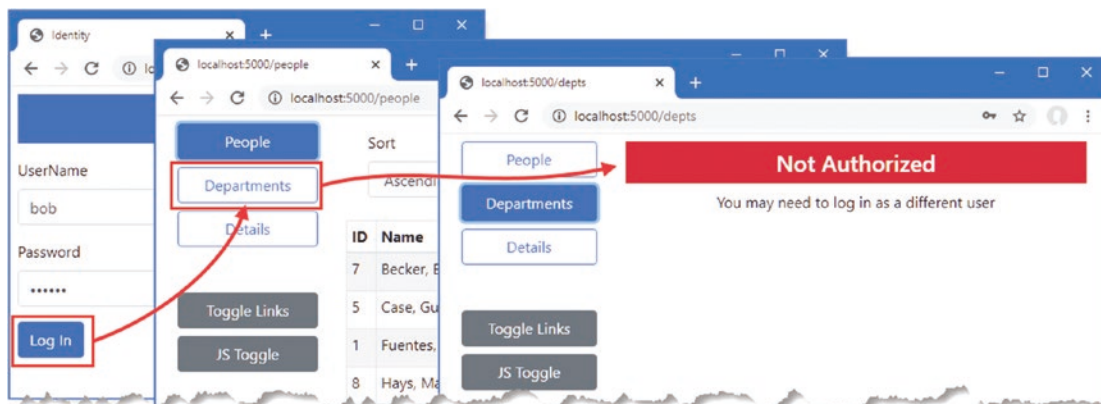 Identity
UserName
bob
Password
••••••
Log In
localhost:5000/people
localhost:5000/people
People
Departments
Details
Toggle Links
JS Toggle
Sort
Ascendi
ID Name
7 Becker,
5 Case, Gu
1 Fuentes,
8 Hays, Ma
localhost:5000/depts
localhost:5000/depts
People
Departments
Details
Toggle Links
JS Toggle
Not Authorized
You may need to log in as a different user